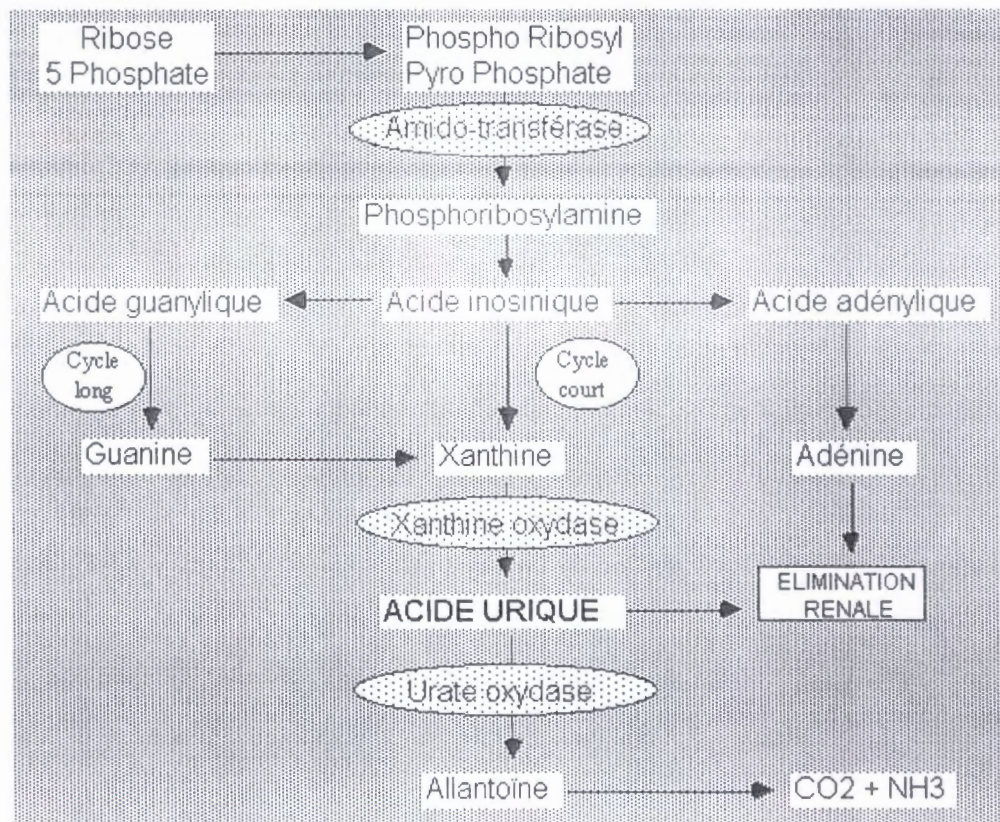 Ribose
5 Phosphate
Phospho Ribosyl
Pyro Phosphate
Amido-transférase
Phosphoribosylamine
Acide guanylique
Acide inosinique
Acide adénylique
Cycle
long
Cycle
court
Guanine
Xanthine
Adénine
Xanthine oxydase
ELIMINATION
RENALE
ACIDE URIQUE
Urate oxydase
Allantoïne
CO2 + NH3